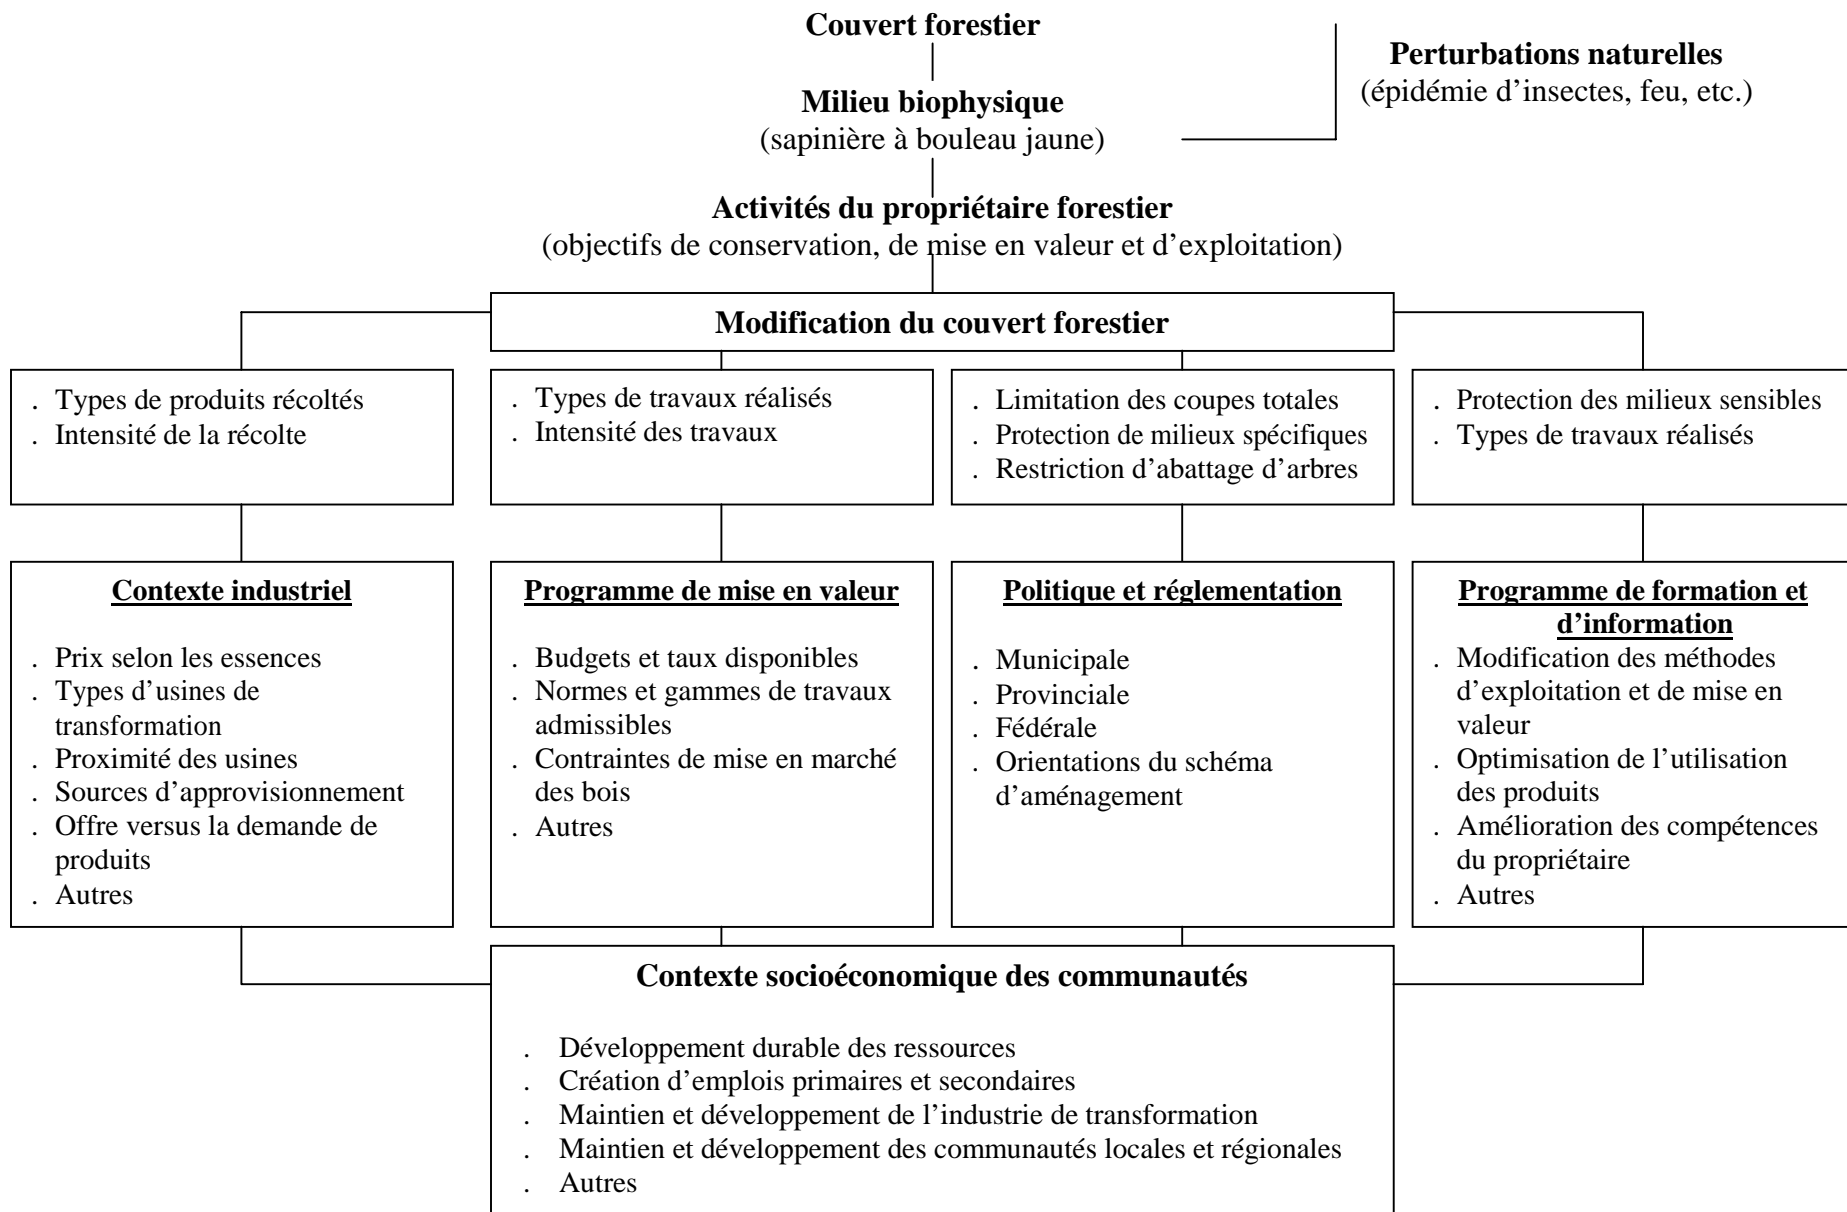 Couvert forestier
Perturbations naturelles
(épidémie d’insectes, feu, etc.)
Milieu biophysique
(sapinière à bouleau jaune)
Activités du propriétaire forestier
(objectifs de conservation, de mise en valeur et d’exploitation)
Modification du couvert forestier
. Types de produits récoltés
. Intensité de la récolte
. Types de travaux réalisés
. Intensité des travaux
. Limitation des coupes totales
. Protection de milieux spécifiques
. Restriction d’abattage d’arbres
. Protection des milieux sensibles
. Types de travaux réalisés
Contexte industriel
. Prix selon les essences
. Types d’usines de
transformation
. Proximité des usines
. Sources d’approvisionnement
. Offre versus la demande de
produits
. Autres
Programme de mise en valeur
. Budgets et taux disponibles
. Normes et gammes de travaux
admissibles
. Contraintes de mise en marché
des bois
. Autres
Politique et réglementation
. Municipale
. Provinciale
. Fédérale
. Orientations du schéma
d’aménagement
Programme de formation et
d’information
. Modification des méthodes
d’exploitation et de mise en
valeur
. Optimisation de l’utilisation
des produits
. Amélioration des compétences
du propriétaire
. Autres
Contexte socioéconomique des communautés
. Développement durable des ressources
. Création d’emplois primaires et secondaires
. Maintien et développement de l’industrie de transformation
. Maintien et développement des communautés locales et régionales
. Autres